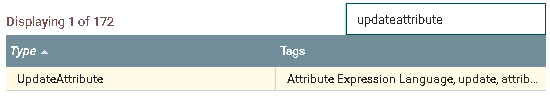 Displaying 1 of 172
updateattribute
Type Tags
UpdateAttribute Attribute Expression Language, update, attrib...